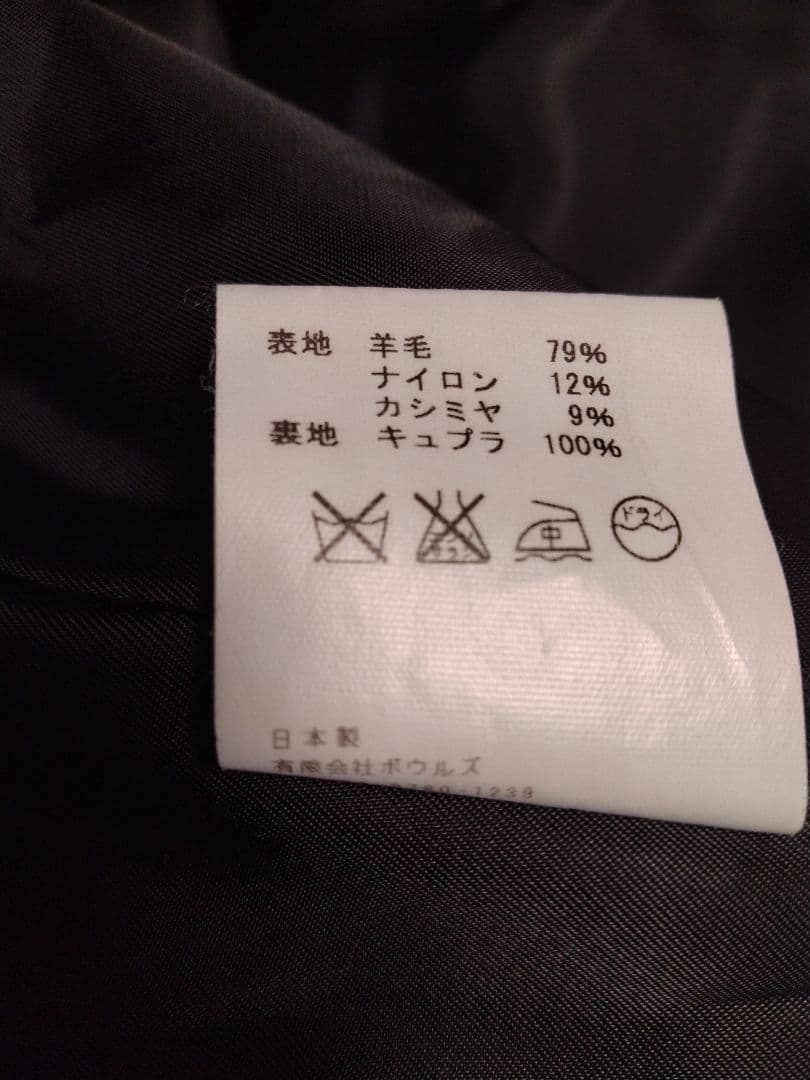 表地 羊毛 79%
ナイロン 12%
カシミヤ 9%
裏地 キュプラ 100%
中
ドライ
日本製
有限会社ボウルズ
1239